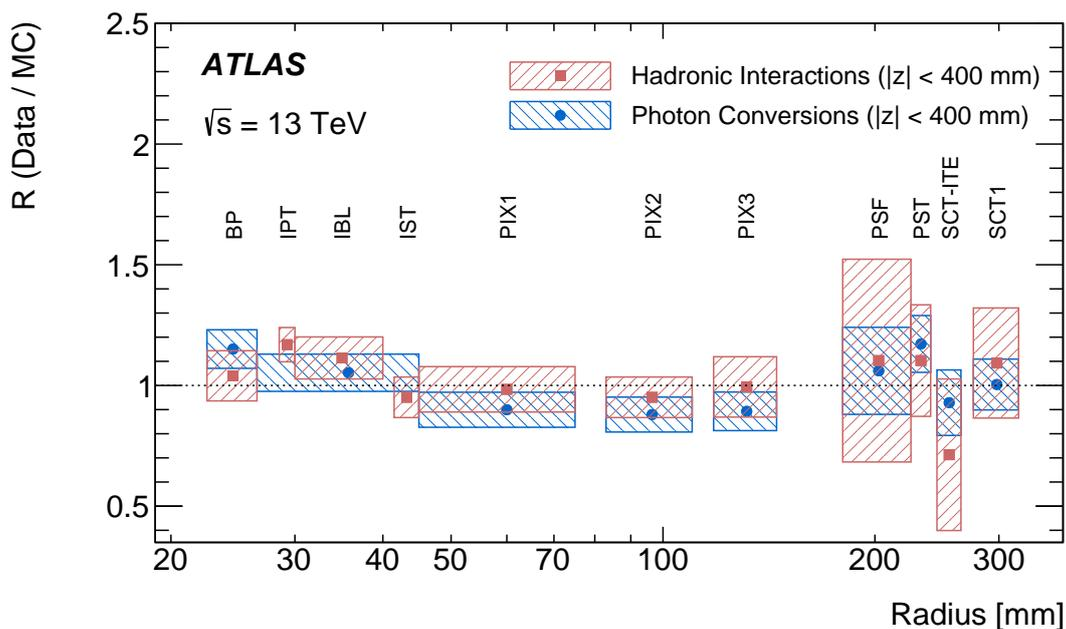 R (Data / MC)
2.5
2
1.5
1
0.5
ATLAS
√s = 13 TeV
Hadronic Interactions (|z| < 400 mm)
Photon Conversions (|z| < 400 mm)
BP
IPT
IBL
IST
PIX1
PIX2
PIX3
PSF
PST
SCT-ITE
SCT1
20 30 40 50 70 100 200 300
Radius [mm]